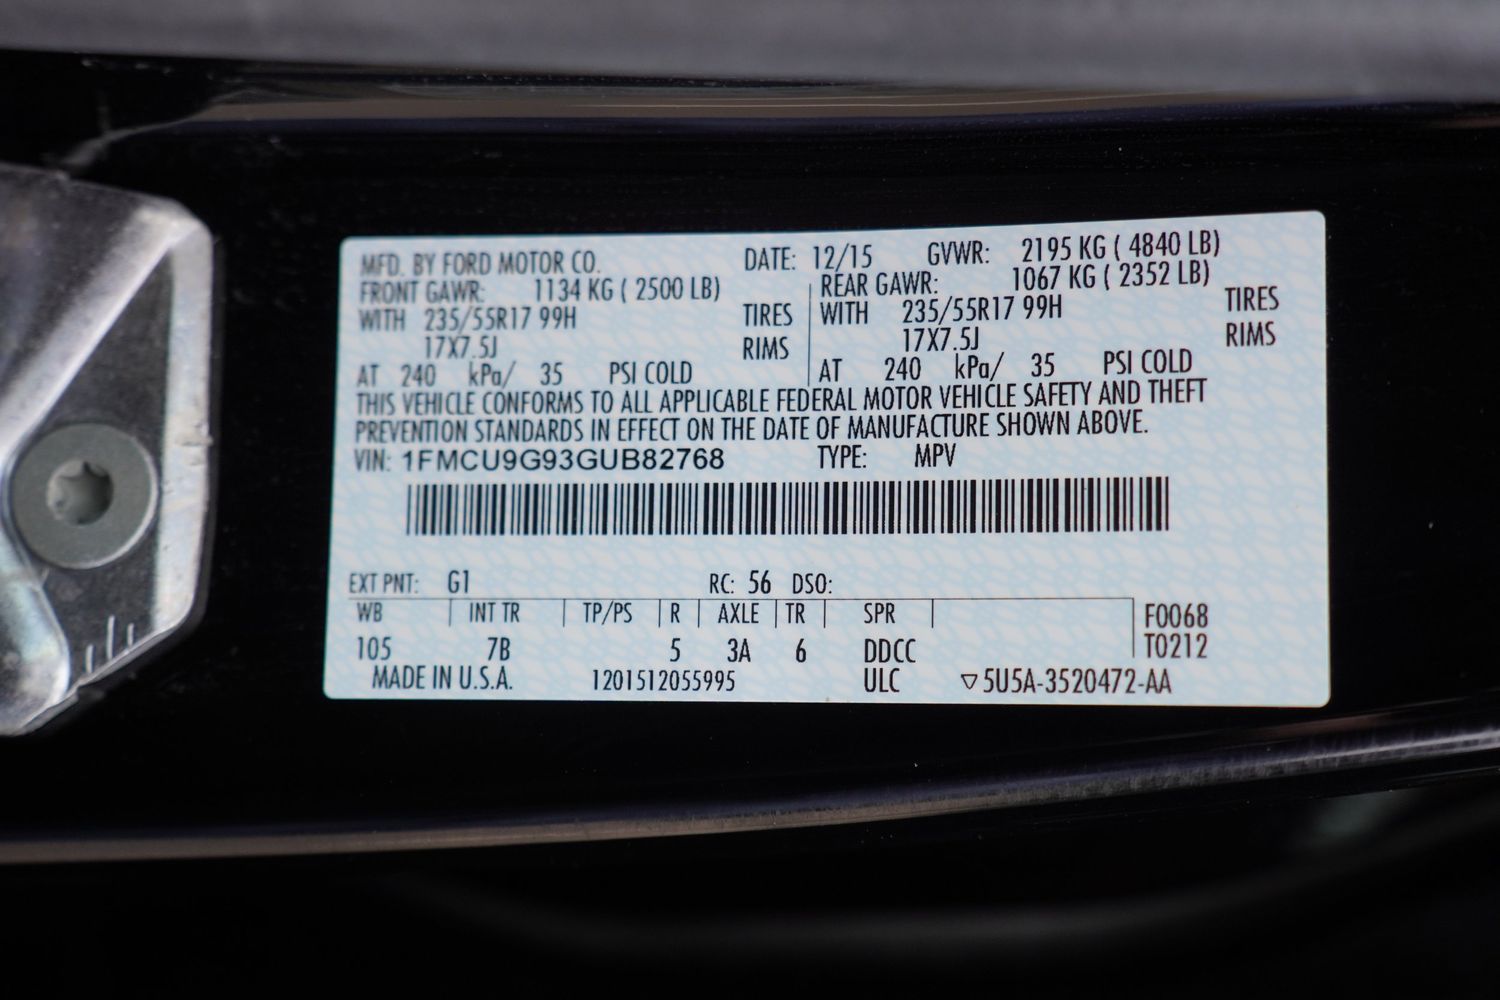 MFD. BY FORD MOTOR CO. DATE: 12/15 GVWR: 2195 KG ( 4840 LB)
FRONT GAWR: 1134 KG ( 2500 LB) REAR GAWR: 1067 KG ( 2352 LB)
WITH 235/55R17 99H TIRES WITH 235/55R17 99H TIRES
17X7.5J RIMS 17X7.5J RIMS
AT 240 kPa/ 35 PSI COLD AT 240 kPa/ 35 PSI COLD
THIS VEHICLE CONFORMS TO ALL APPLICABLE FEDERAL MOTOR VEHICLE SAFETY AND THEFT
PREVENTION STANDARDS IN EFFECT ON THE DATE OF MANUFACTURE SHOWN ABOVE.
VIN: 1FMCU9G93GUB82768 TYPE: MPV
EXT PNT: G1 RC: 56 DSO:
WB INT TR TP/PS R AXLE TR SPR F0068
105 7B 5 3A 6 DDCC T0212
MADE IN U.S.A. 1201512055995 ULC ▽5U5A-3520472-AA